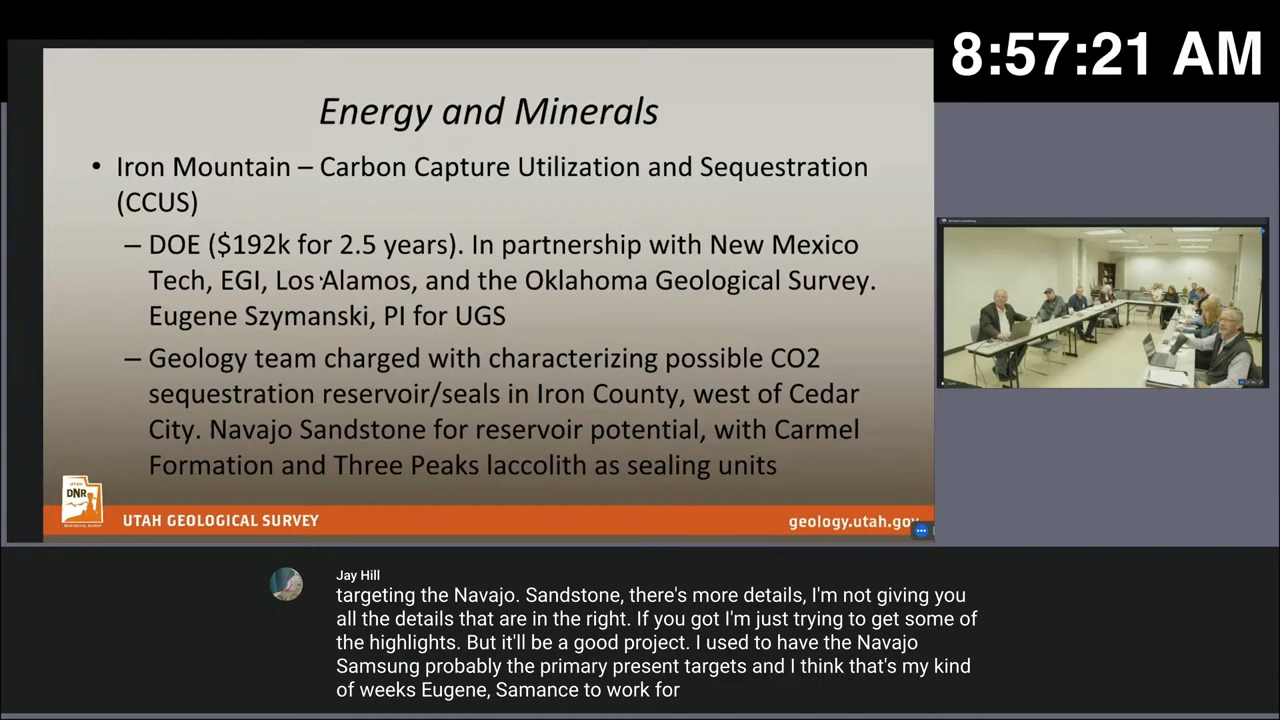 8:57:21 AM
Energy and Minerals
• Iron Mountain – Carbon Capture Utilization and Sequestration
(CCUS)
– DOE ($192k for 2.5 years). In partnership with New Mexico
Tech, EGI, Los Alamos, and the Oklahoma Geological Survey.
Eugene Szymanski, PI for UGS
– Geology team charged with characterizing possible CO2
sequestration reservoir/seals in Iron County, west of Cedar
City. Navajo Sandstone for reservoir potential, with Carmel
Formation and Three Peaks laccolith as sealing units
UTAH
DNR
UTAH GEOLOGICAL SURVEY
geology.utah.gov
Jay Hill
targeting the Navajo. Sandstone, there's more details, I'm not giving you
all the details that are in the right. If you got I'm just trying to get some of
the highlights. But it'll be a good project. I used to have the Navajo
Samsung probably the primary present targets and I think that's my kind
of weeks Eugene, Samance to work for